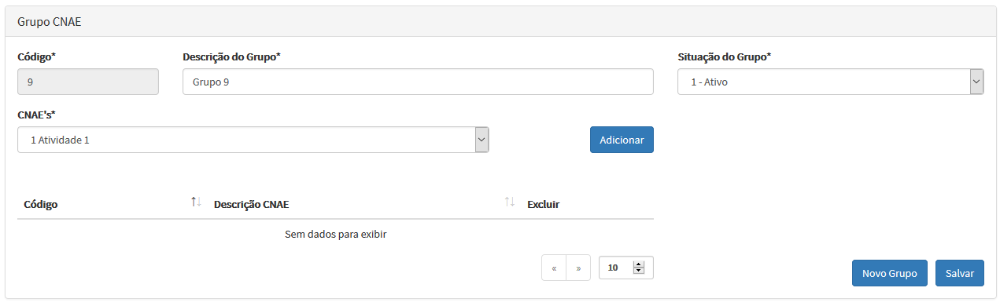 Grupo CNAE
Código* Descrição do Grupo* Situação do Grupo*
9 Grupo 9 1 - Ativo
CNAE's*
1 Atividade 1 Adicionar
Código Descrição CNAE Excluir
Sem dados para exibir
« » 10 Novo Grupo Salvar